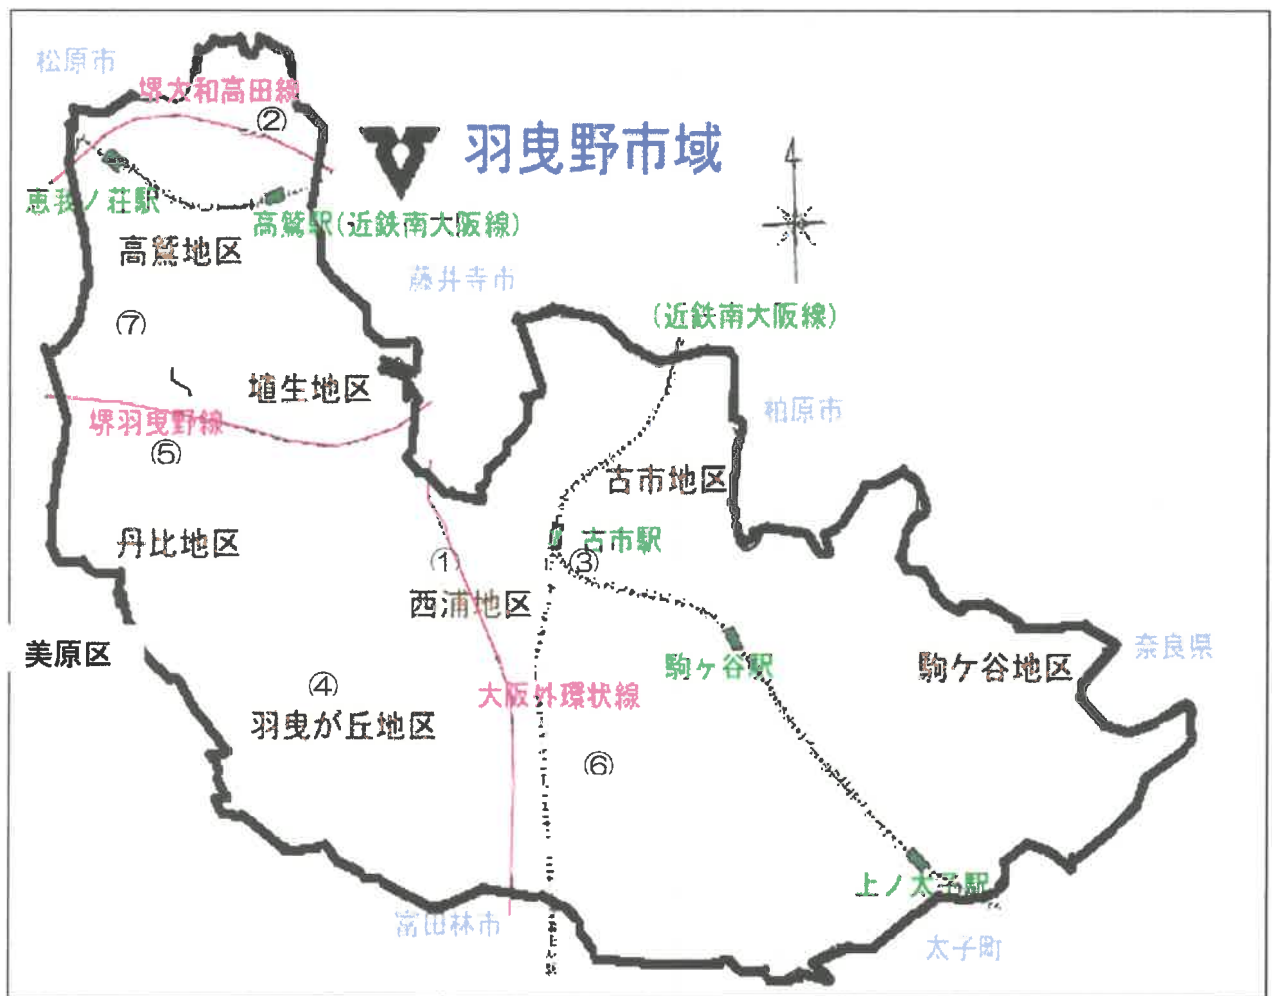 松原市
堺大和高田線
②
羽曳野市域
4
恵我ノ荘駅
高鷲駅(近鉄南大阪線)
高鷲地区
藤井寺市
(近鉄南大阪線)
⑦
埴生地区
柏原市
堺羽曳野線
⑤
古市地区
丹比地区
古市駅
①
③
西浦地区
美原区
駒ヶ谷駅
駒ケ谷地区
奈良県
④
大阪外環状線
羽曳が丘地区
⑥
上ノ太子駅
富田林市
太子町